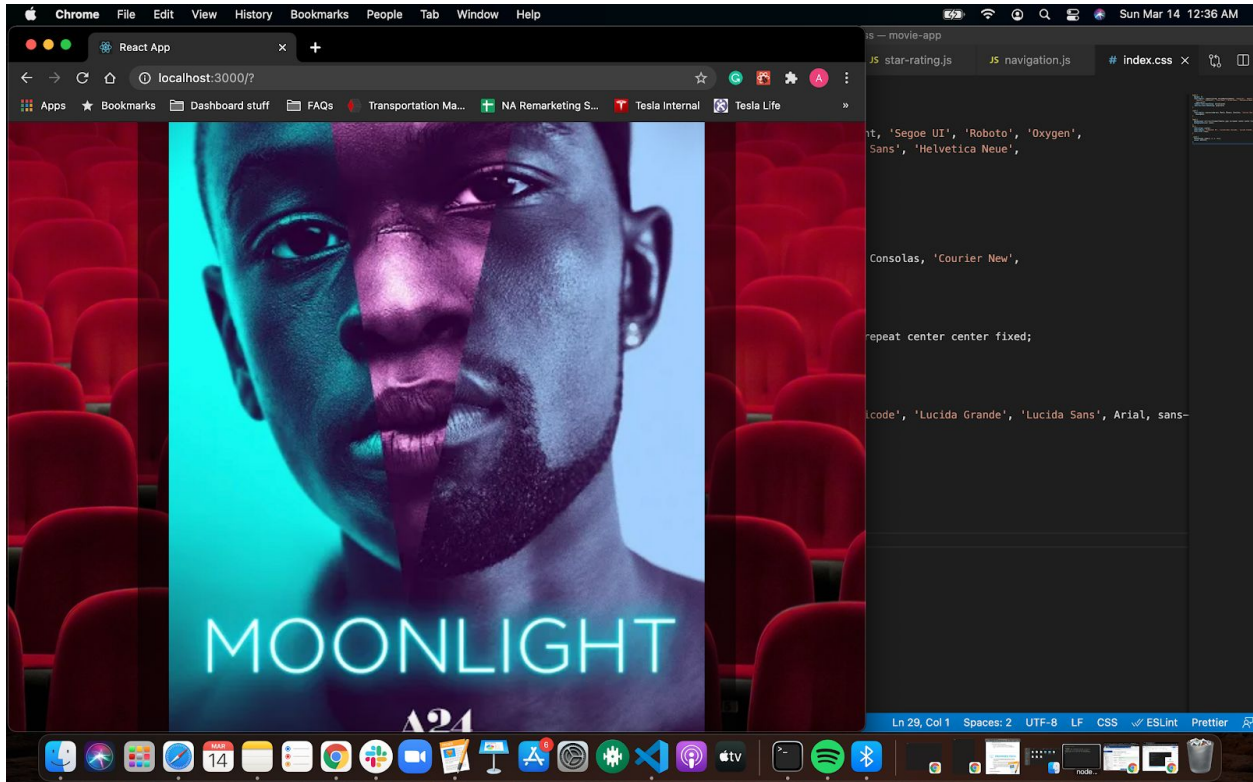 Chrome File Edit View History Bookmarks People Tab Window Help Sun Mar 14 12:36 AM
React App
ss — movie-app
JS star-rating.js JS navigation.js # index.css
localhost:3000/? A
Apps Bookmarks Dashboard stuff FAQs Transportation Ma... NA Remarketing S... Tesla Internal Tesla Life »
nt, 'Segoe UI', 'Roboto', 'Oxygen',
Sans', 'Helvetica Neue',
Consolas, 'Courier New',
repeat center center fixed;
icode', 'Lucida Grande', 'Lucida Sans', Arial, sans-
MOONLIGHT
A24
Ln 29, Col 1 Spaces: 2 UTF-8 LF CSS ESLint Prettier
MAR
14
6
tv
node...